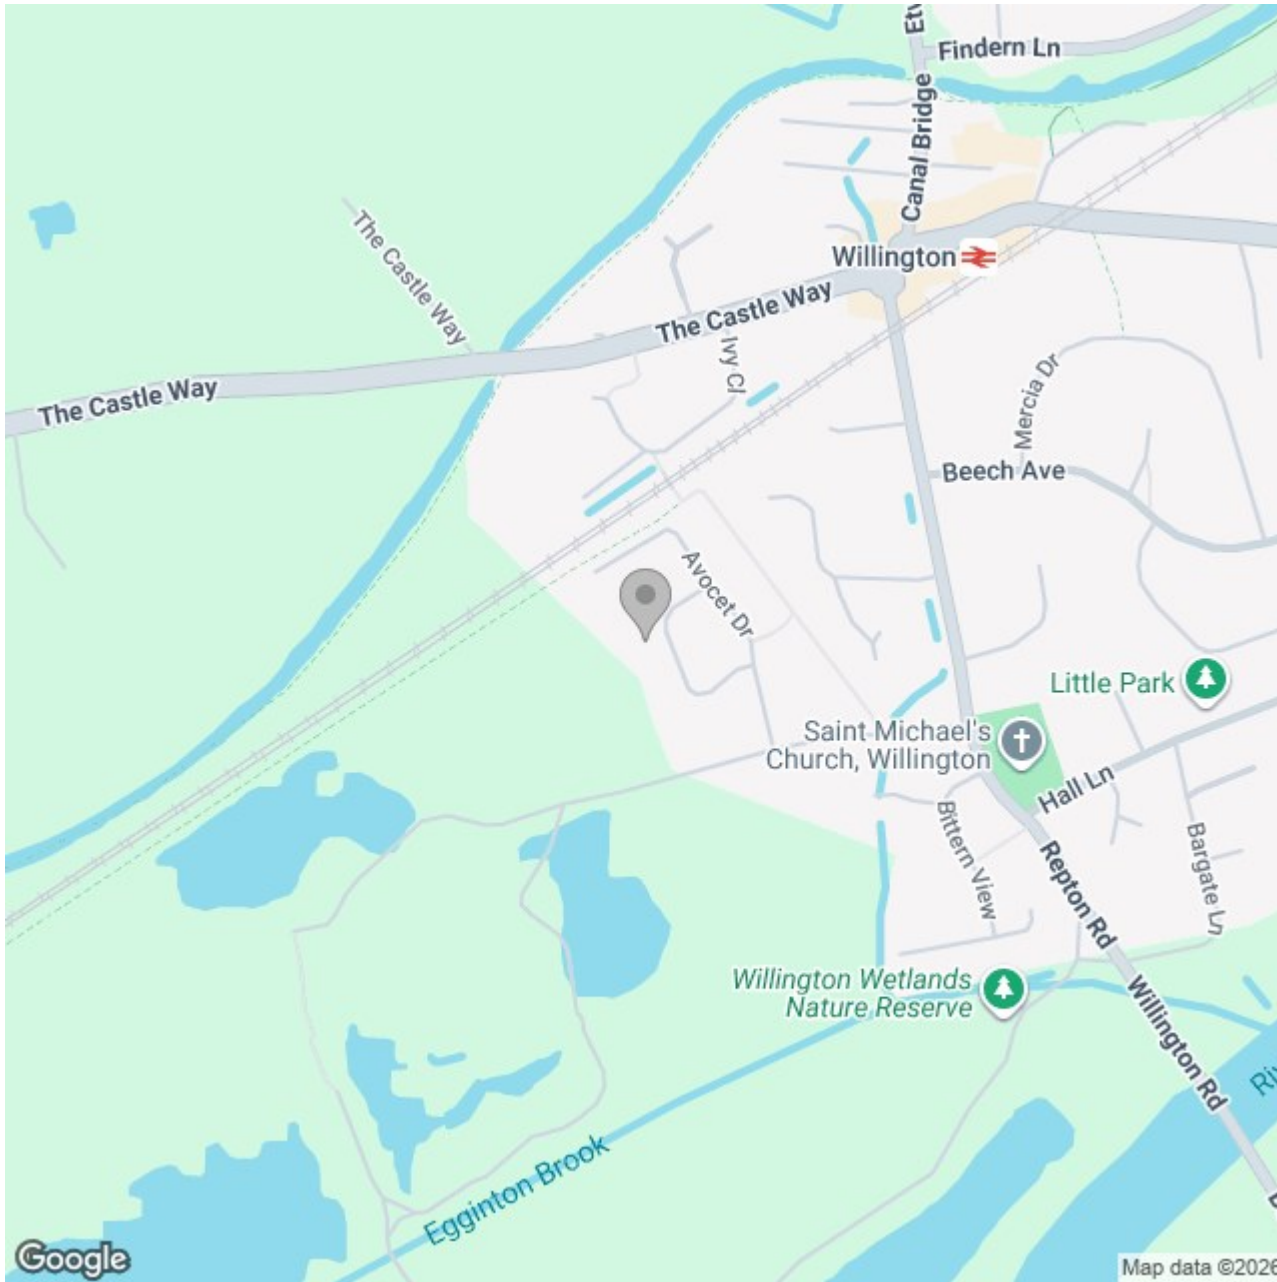 Findern Ln
Canal Bridge
The Castle Way
Willington
The Castle Way
Ivy Cl
The Castle Way
Mercia Dr
Beech Ave
Avocet Dr
Little Park
Saint Michael's
Church, Willington
Hall Ln
Bittern View
Bargate Ln
Repton Rd
Willington Wetlands
Nature Reserve
Willington Rd
Egginton Brook
Google
Map data ©2026